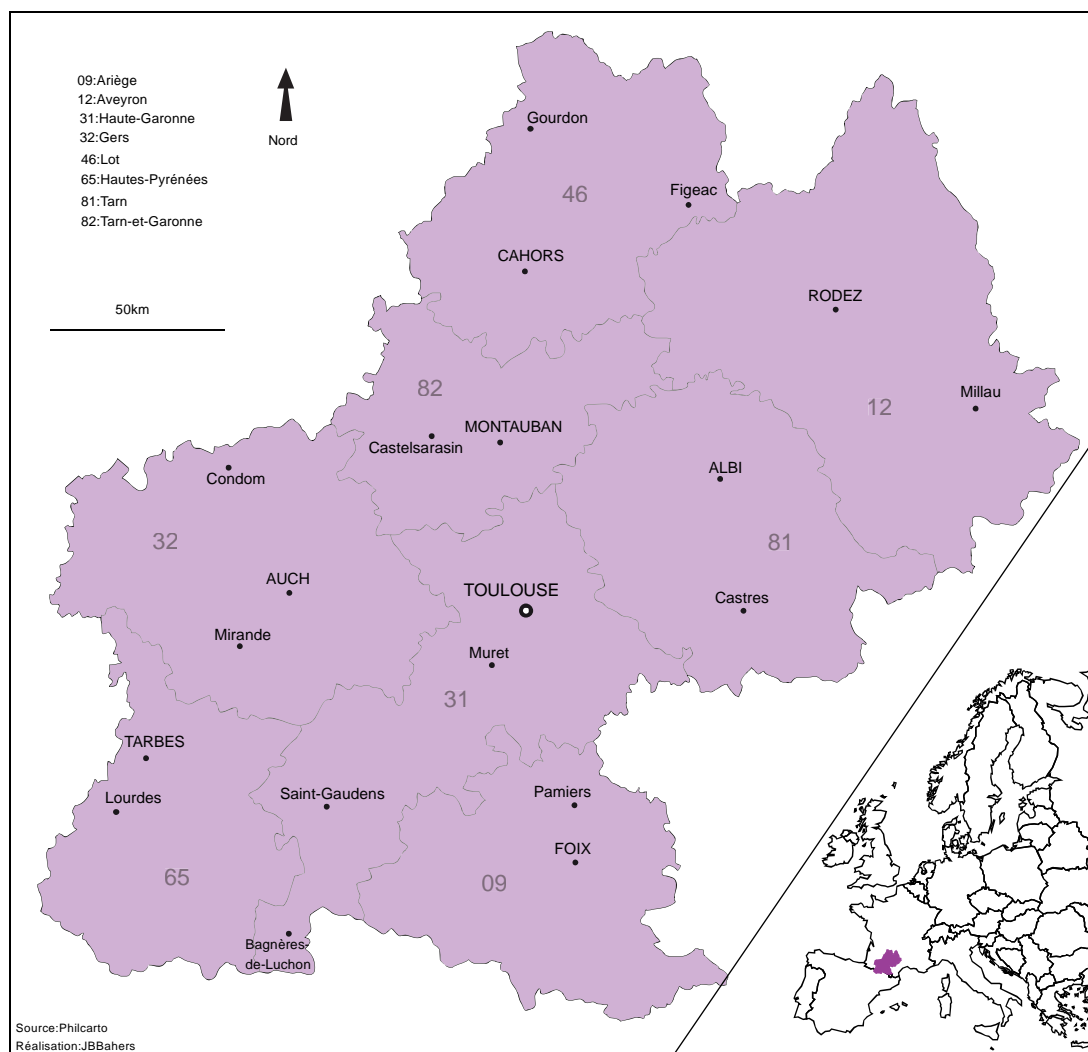 09:Ariège
12:Aveyron
31:Haute-Garonne
32:Gers
46:Lot
65:Hautes-Pyrénées
81:Tarn
82:Tarn-et-Garonne
Nord
50km
Gourdon
46
Figeac
CAHORS
RODEZ
82
Millau
12
MONTAUBAN
Castelsarasin
ALBI
Condom
32
81
AUCH
TOULOUSE
Castres
Mirande
Muret
31
TARBES
Lourdes
Saint-Gaudens
Pamiers
FOIX
65
09
Bagnères-
de-Luchon
Source:Philcarto
Réalisation:JBBahers